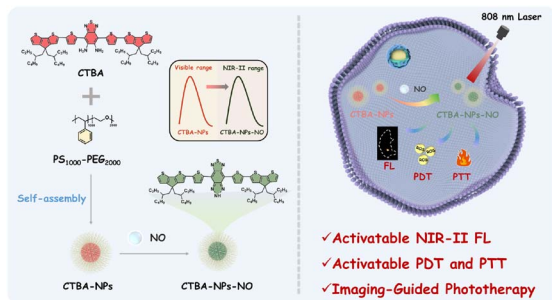 CTBA
PS1000-PEG2000
Self-assembly
NO
CTBA-NPs
CTBA-NPs-NO
Visible range
NIR-II range
CTBA-NPs
CTBA-NPs-NO
808 nm Laser
NO
CTBA-NPs
CTBA-NPs-NO
FL
PDT
PTT
✓Activatable NIR-II FL
✓Activatable PDT and PTT
✓Imaging-Guided Phototherapy